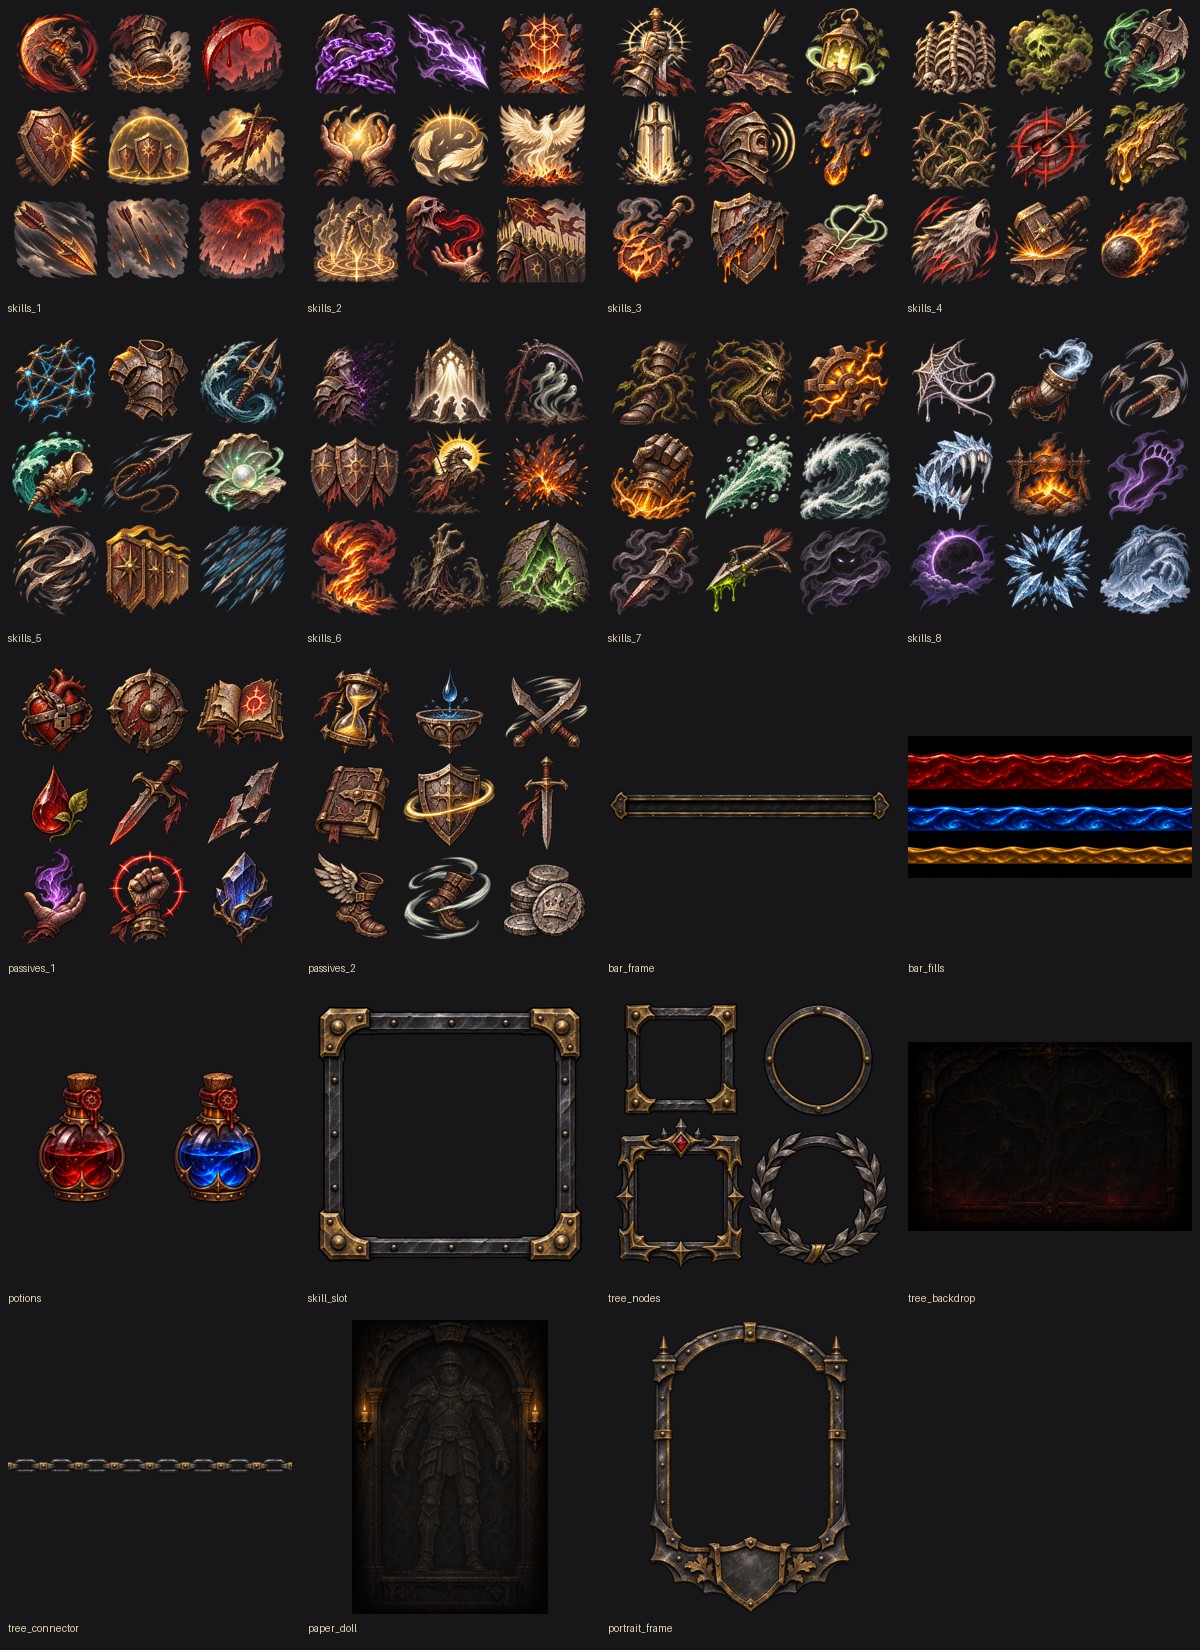 skills_1
skills_2
skills_3
skills_4
skills_5
skills_6
skills_7
skills_8
passives_1
passives_2
bar_frame
bar_fills
potions
skill_slot
tree_nodes
tree_backdrop
tree_connector
paper_doll
portrait_frame